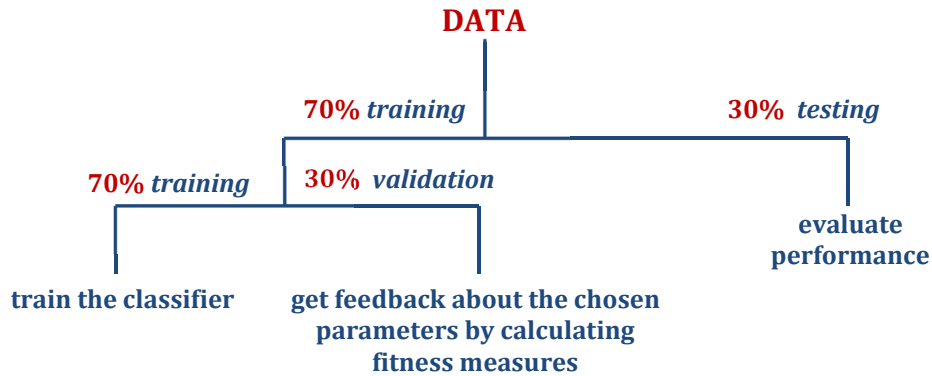 DATA
70% training
30% testing
70% training
30% validation
evaluate
performance
train the classifier
get feedback about the chosen
parameters by calculating
fitness measures